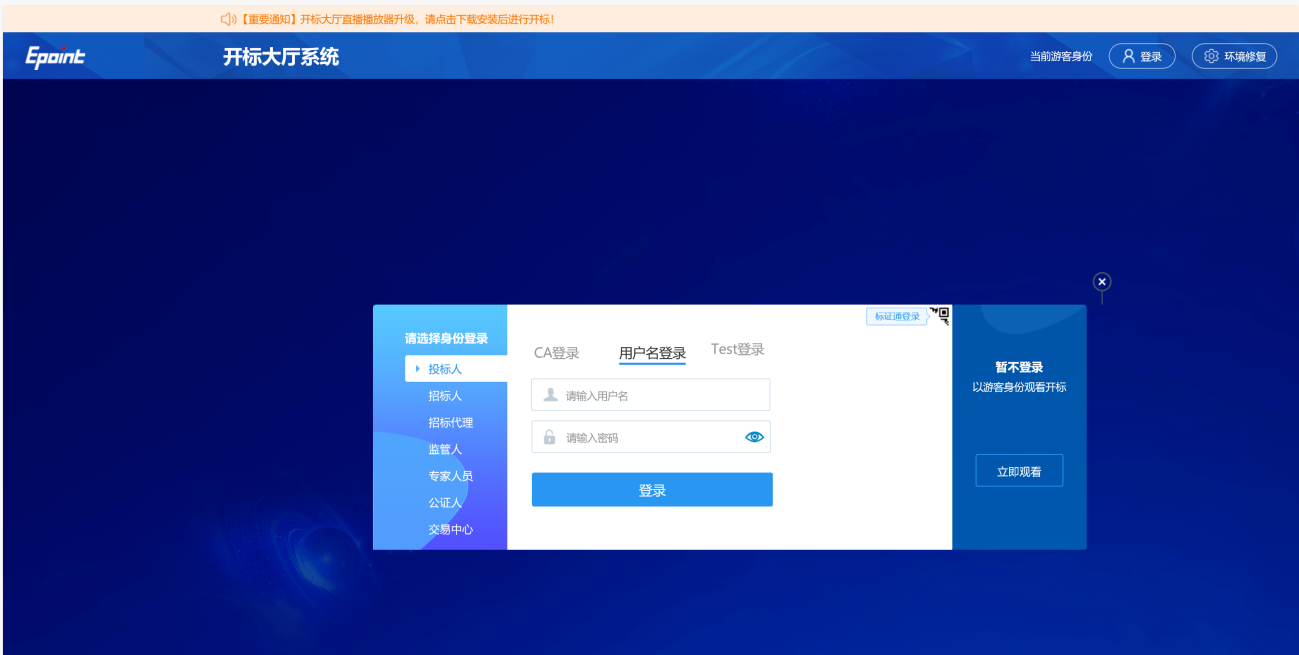 【重要通知】开标大厅直播播放器升级，请点击下载安装后进行开标！
Epoint
开标大厅系统
当前游客身份
登录
环境修复
请选择身份登录
投标人
招标人
招标代理
监管人
专家人员
公证人
交易中心
标证通登录
CA登录
用户名登录
Test登录
请输入用户名
请输入密码
登录
暂不登录
以游客身份观看开标
立即观看